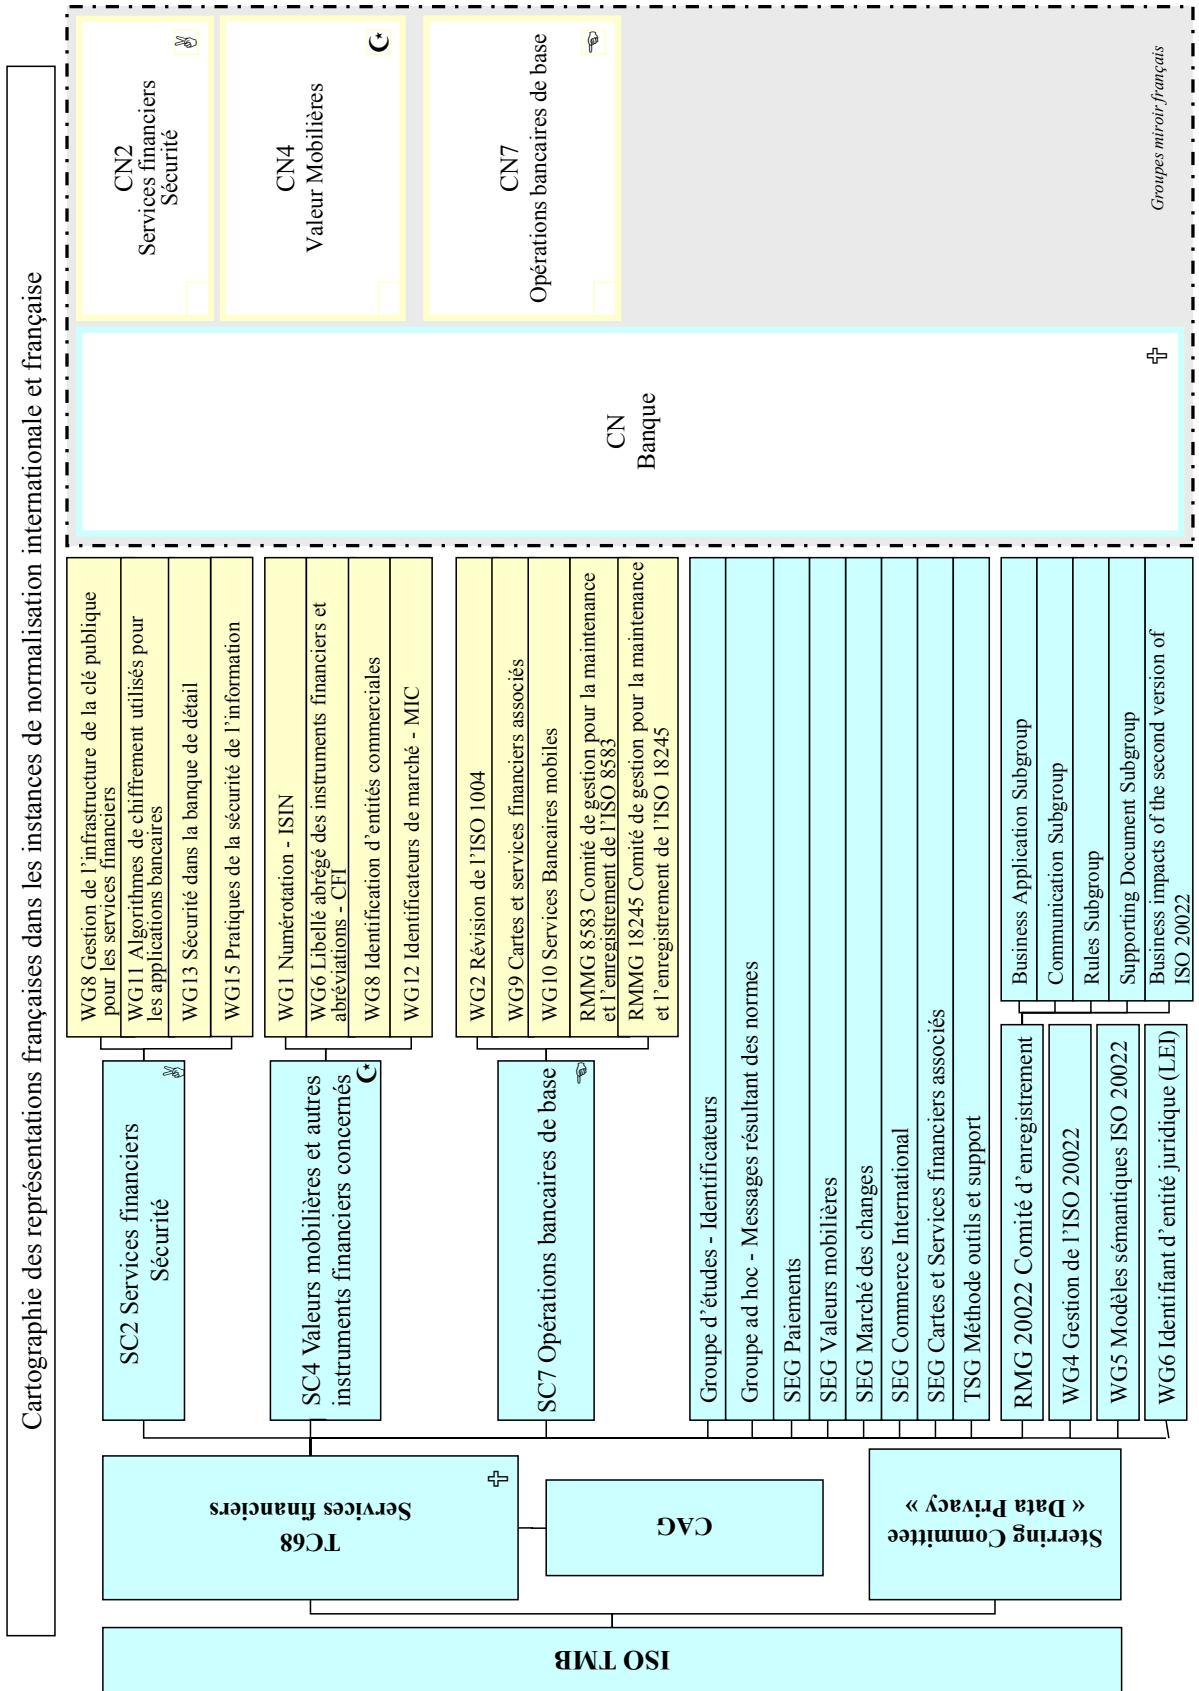 Cartographie des représentations françaises dans les instances de normalisation internationale et française
ISO TMB
TC68
Services financiers
CAG
Sterring Committee
« Data Privacy »
SC2 Services financiers
Sécurité
SC4 Valeurs mobilières et autres
instruments financiers concernés
SC7 Opérations bancaires de base
Groupe d’études - Identificateurs
Groupe ad hoc - Messages résultant des normes
SEG Paiements
SEG Valeurs mobilières
SEG Marché des changes
SEG Commerce International
SEG Cartes et Services financiers associés
TSG Méthode outils et support
RMG 20022 Comité d’enregistrement
WG4 Gestion de l’ISO 20022
WG5 Modèles sémantiques ISO 20022
WG6 Identifiant d’entité juridique (LEI)
WG8 Gestion de l’infrastructure de la clé publique
pour les services financiers
WG11 Algorithmes de chiffrement utilisés pour
les applications bancaires
WG13 Sécurité dans la banque de détail
WG15 Pratiques de la sécurité de l’information
WG1 Numérotation - ISIN
WG6 Libellé abrégé des instruments financiers et
abréviations - CFI
WG8 Identification d’entités commerciales
WG12 Identificateurs de marché - MIC
WG2 Révision de l’ISO 1004
WG9 Cartes et services financiers associés
WG10 Services Bancaires mobiles
RMMG 8583 Comité de gestion pour la maintenance
et l’enregistrement de l’ISO 8583
RMMG 18245 Comité de gestion pour la maintenance
et l’enregistrement de l’ISO 18245
Business Application Subgroup
Communication Subgroup
Rules Subgroup
Supporting Document Subgroup
Business impacts of the second version of
ISO 20022
CN
Banque
CN2
Services financiers
Sécurité
CN4
Valeur Mobilières
CN7
Opérations bancaires de base
Groupes miroir français